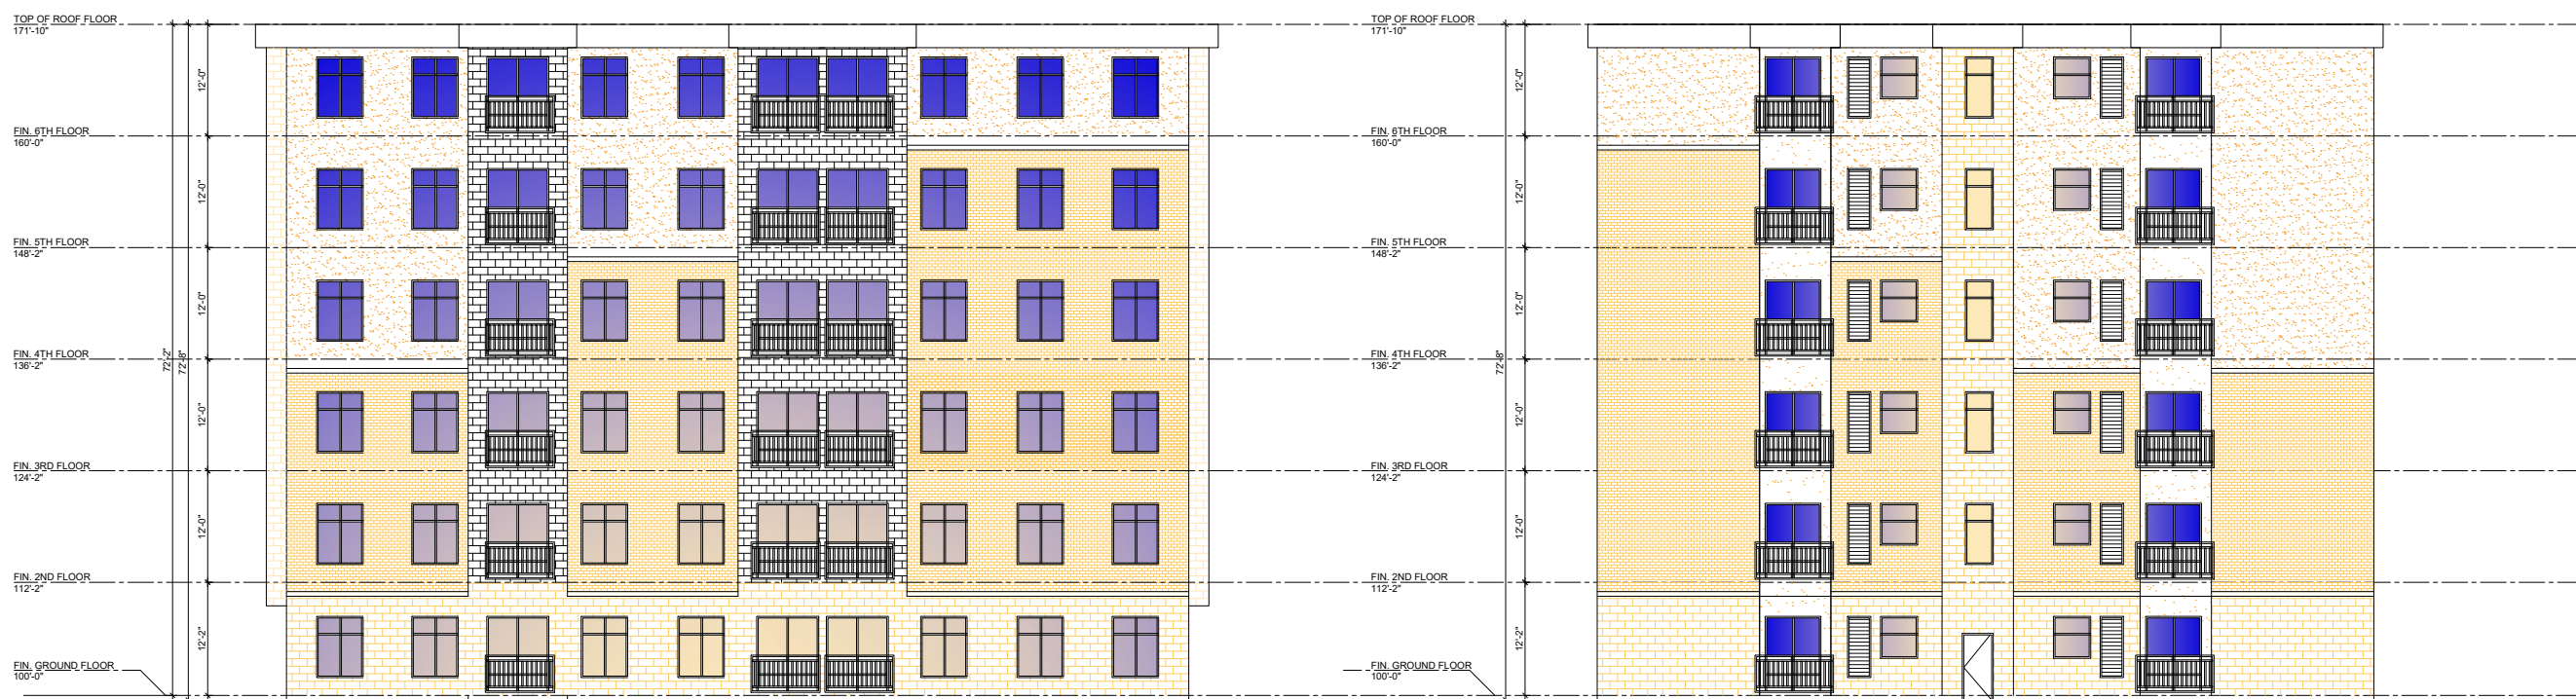 TOP OF ROOF FLOOR
171'-10"
12'-0"
FIN. 6TH FLOOR
160'-0"
12'-0"
FIN. 5TH FLOOR
148'-2"
12'-0"
FIN. 4TH FLOOR
136'-2"
72'-2"
72'-8"
12'-0"
FIN. 3RD FLOOR
124'-2"
12'-0"
FIN. 2ND FLOOR
112'-2"
12'-2"
FIN. GROUND FLOOR
100'-0"
TOP OF ROOF FLOOR
171'-10"
12'-0"
FIN. 6TH FLOOR
160'-0"
12'-0"
FIN. 5TH FLOOR
148'-2"
12'-0"
FIN. 4TH FLOOR
136'-2"
72'-8"
12'-0"
FIN. 3RD FLOOR
124'-2"
12'-0"
FIN. 2ND FLOOR
112'-2"
12'-2"
FIN. GROUND FLOOR
100'-0"